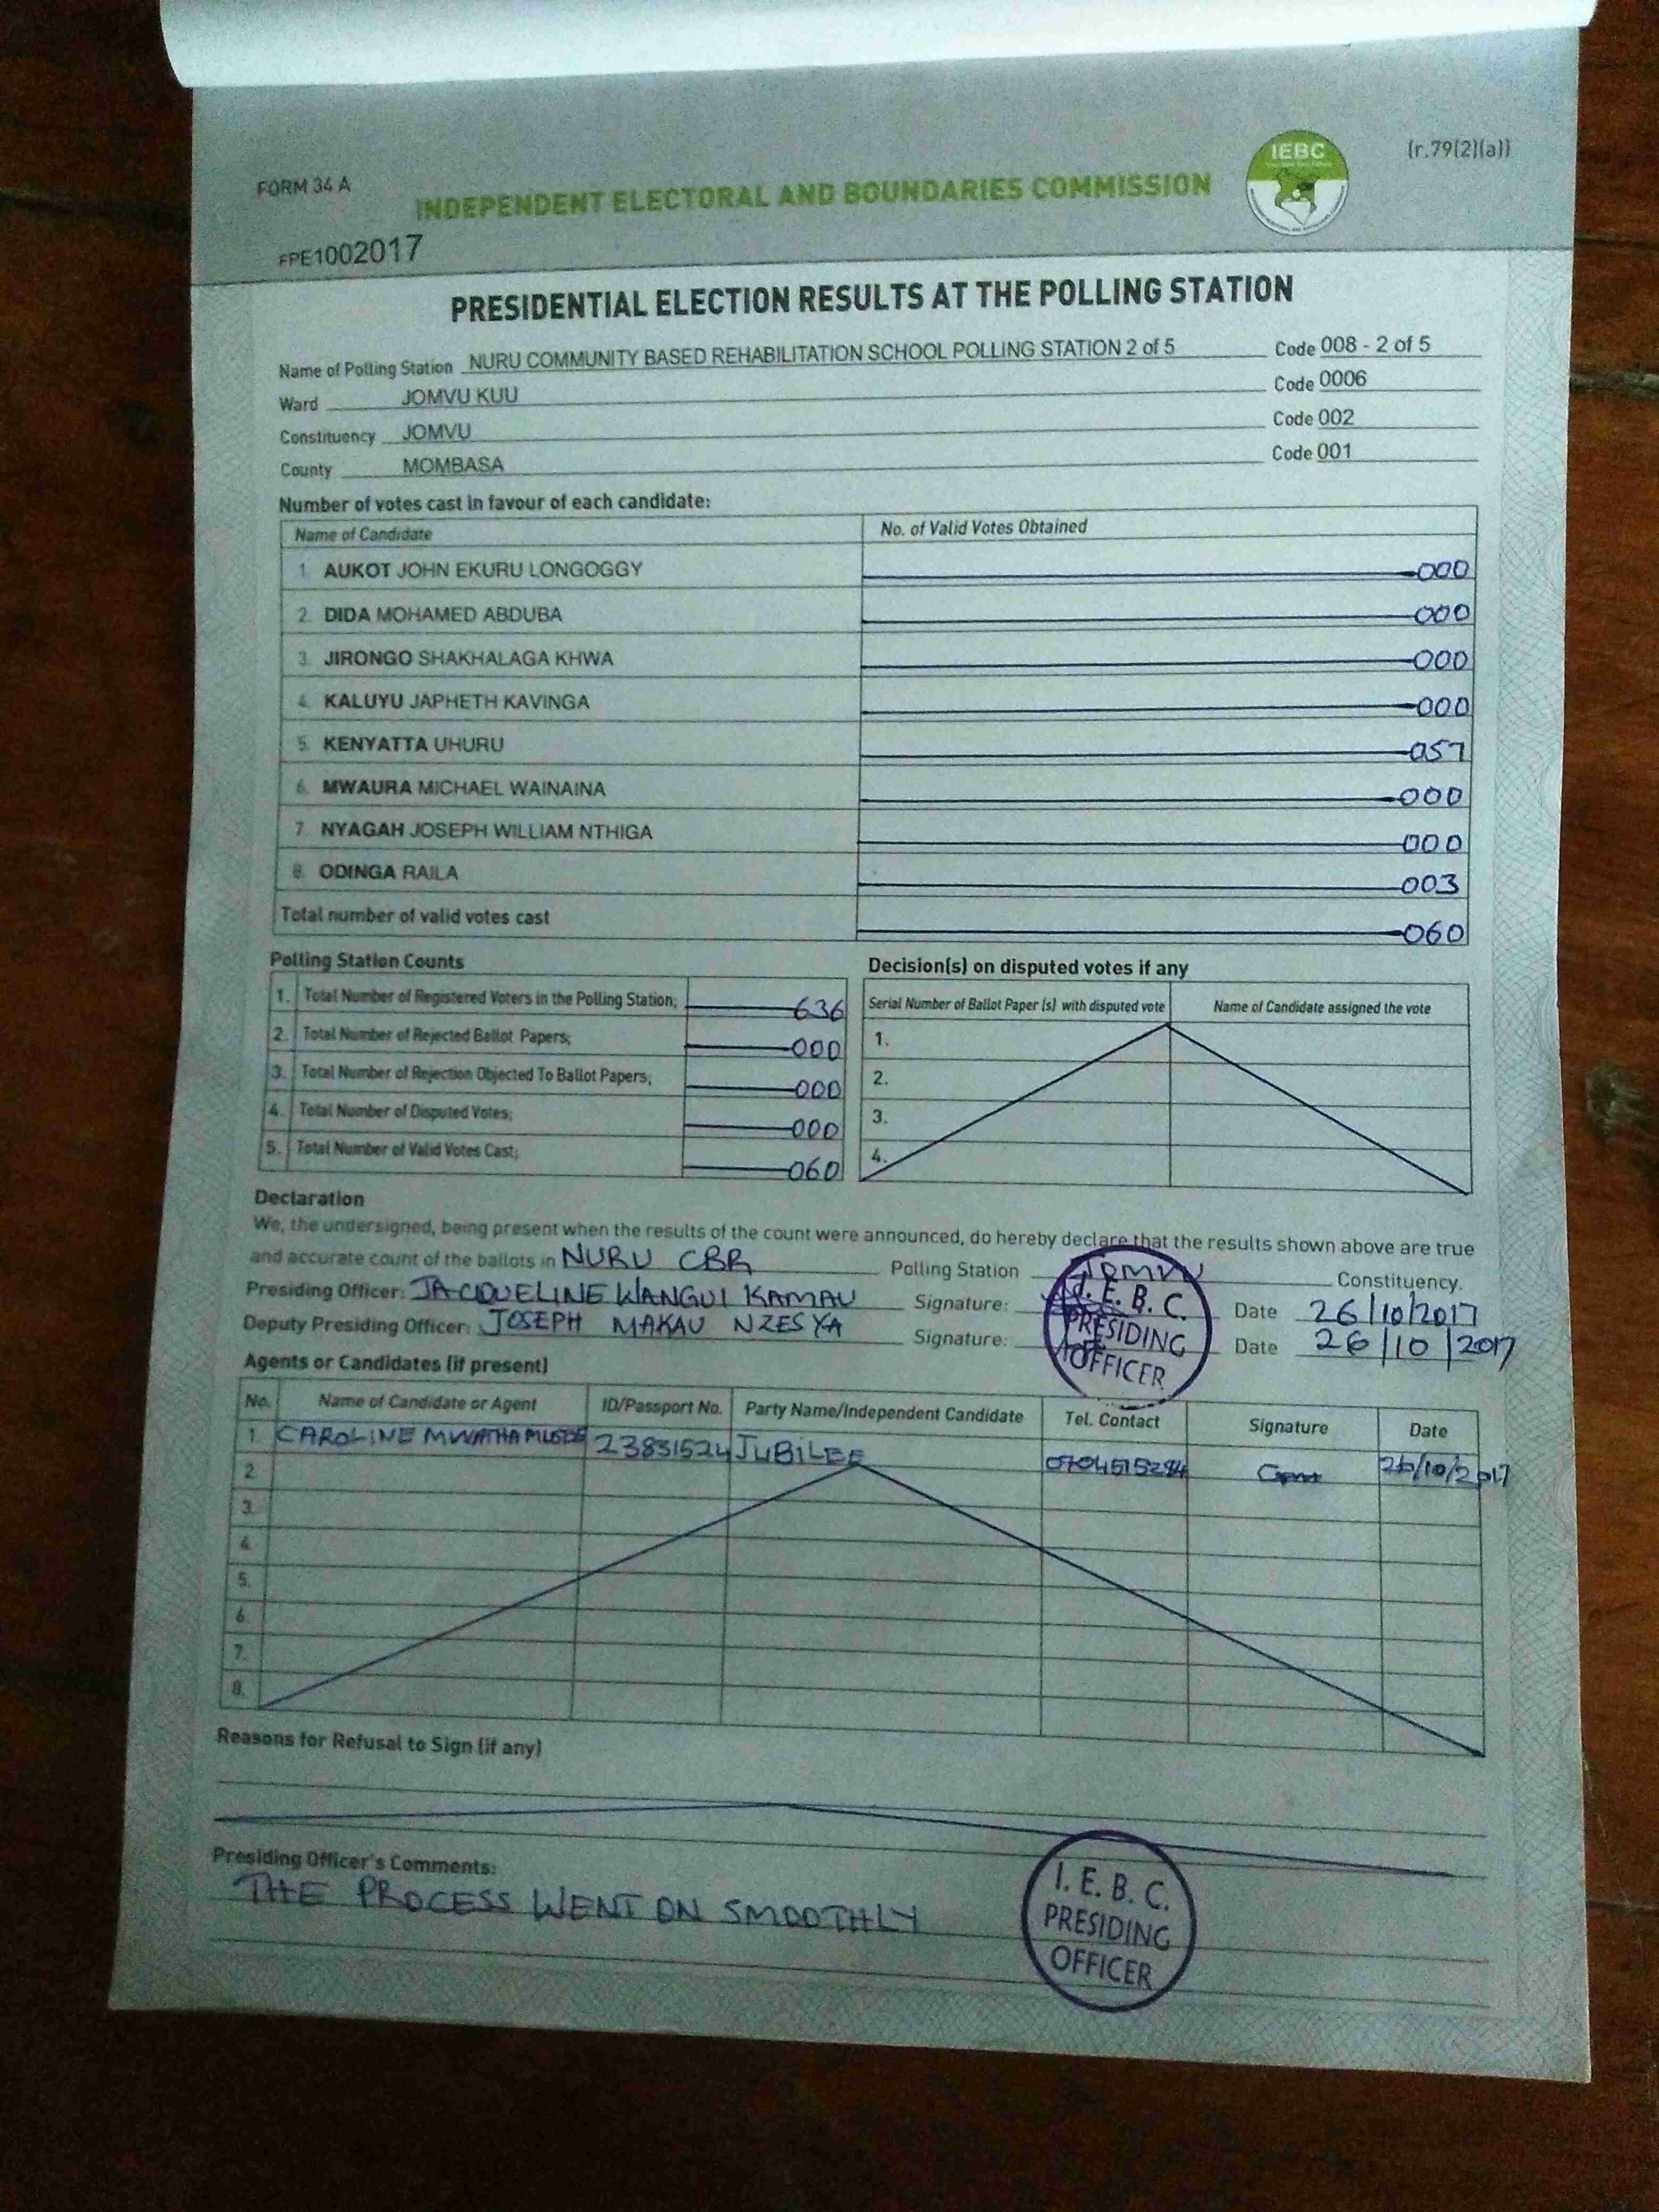 IEBC
(r.79(2)(a))
FORM 34 A
INDEPENDENT ELECTORAL AND BOUNDARIES COMMISSION
FPE1002017
PRESIDENTIAL ELECTION RESULTS AT THE POLLING STATION
Name of Polling Station NURU COMMUNITY BASED REHABILITATION SCHOOL POLLING STATION 2 of 5 Code 008 - 2 of 5
Ward JOMVU KUU Code 0006
Constituency JOMVU Code 002
County MOMBASA Code 001
Number of votes cast in favour of each candidate:
Name of Candidate No. of Valid Votes Obtained
1. AUKOT JOHN EKURU LONGOGGY 000
2. DIDA MOHAMED ABDUBA 000
3. JIRONGO SHAKHALAGA KHWA 000
4. KALUYU JAPHETH KAVINGA 000
5. KENYATTA UHURU 057
6. MWAURA MICHAEL WAINAINA 000
7. NYAGAH JOSEPH WILLIAM NTHIGA 000
8. ODINGA RAILA 003
Total number of valid votes cast 060
Polling Station Counts
1. Total Number of Registered Voters in the Polling Station; 636
2. Total Number of Rejected Ballot Papers; 000
3. Total Number of Rejection Objected To Ballot Papers; 000
4. Total Number of Disputed Votes; 000
5. Total Number of Valid Votes Cast; 060
Decision(s) on disputed votes if any
Serial Number of Ballot Paper (s) with disputed vote Name of Candidate assigned the vote
1.
2.
3.
4.
Declaration
We, the undersigned, being present when the results of the count were announced, do hereby declare that the results shown above are true
and accurate count of the ballots in NURU CBR Polling Station JOMVU Constituency.
Presiding Officer: JACQUELINE WANGUI KAMAU Signature: Date 26/10/2017
Deputy Presiding Officer: JOSEPH MAKAU NZESYA Signature: Date 26/10/2017
I. E. B. C.
PRESIDING
OFFICER
Agents or Candidates (if present)
No. Name of Candidate or Agent ID/Passport No. Party Name/Independent Candidate Tel. Contact Signature Date
1 CAROLINE MWATHA 23831524 JUBILEE 26/10/2017
2.
3.
4.
5.
6.
7.
8.
Reasons for Refusal to Sign (if any)
Presiding Officer's Comments:
THE PROCESS WENT ON SMOOTHLY
I. E. B. C.
PRESIDING
OFFICER